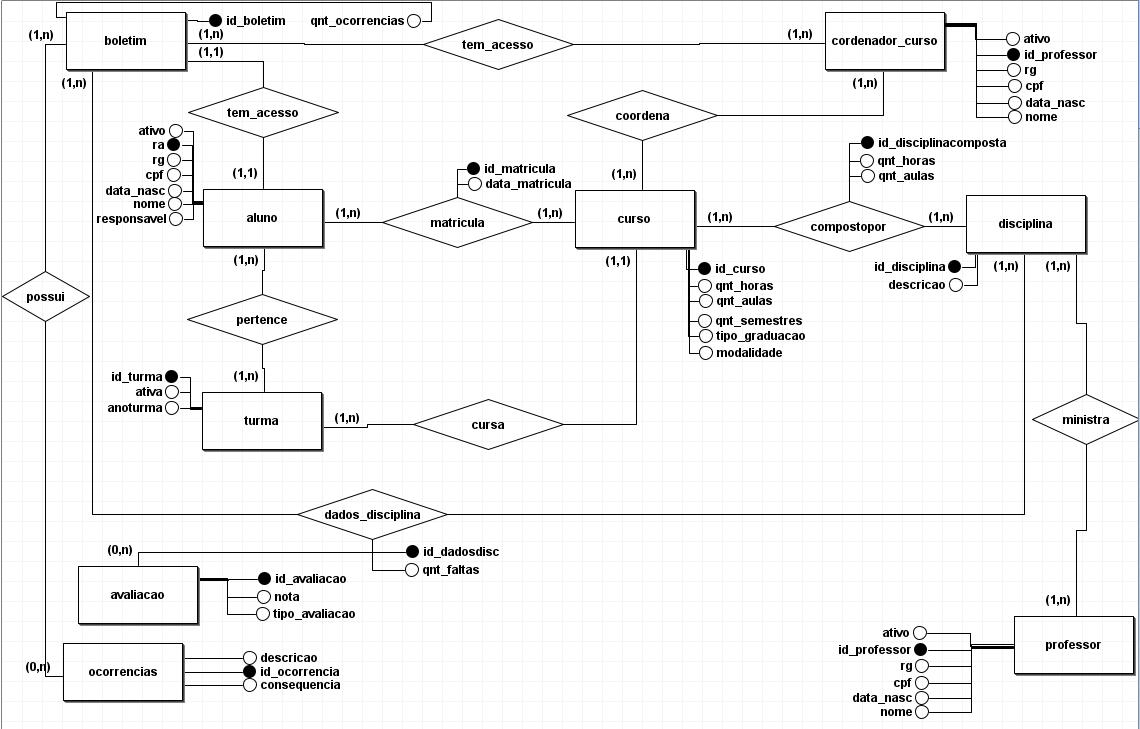 id_boletim
qnt_ocorrencias
(1,n)
boletim
(1,n)
tem_acesso
(1,n)
cordenador_curso
ativo
id_professor
rg
cpf
data_nasc
nome
(1,1)
(1,n)
(1,n)
tem_acesso
coordena
ativo
ra
rg
cpf
data_nasc
nome
responsavel
(1,1)
id_matricula
data_matricula
(1,n)
id_disciplinacomposta
qnt_horas
qnt_aulas
aluno
(1,n)
matricula
(1,n)
curso
(1,n)
compostopor
(1,n)
disciplina
(1,n)
(1,1)
id_disciplina
descricao
(1,n)
(1,n)
id_curso
qnt_horas
qnt_aulas
qnt_semestres
tipo_graduacao
modalidade
possui
pertence
(1,n)
id_turma
ativa
anoturma
turma
(1,n)
cursa
ministra
dados_disciplina
(0,n)
id_dadosdisc
qnt_faltas
avaliacao
id_avaliacao
nota
tipo_avaliacao
(1,n)
(0,n)
ocorrencias
descricao
id_ocorrencia
consequencia
ativo
id_professor
rg
cpf
data_nasc
nome
professor